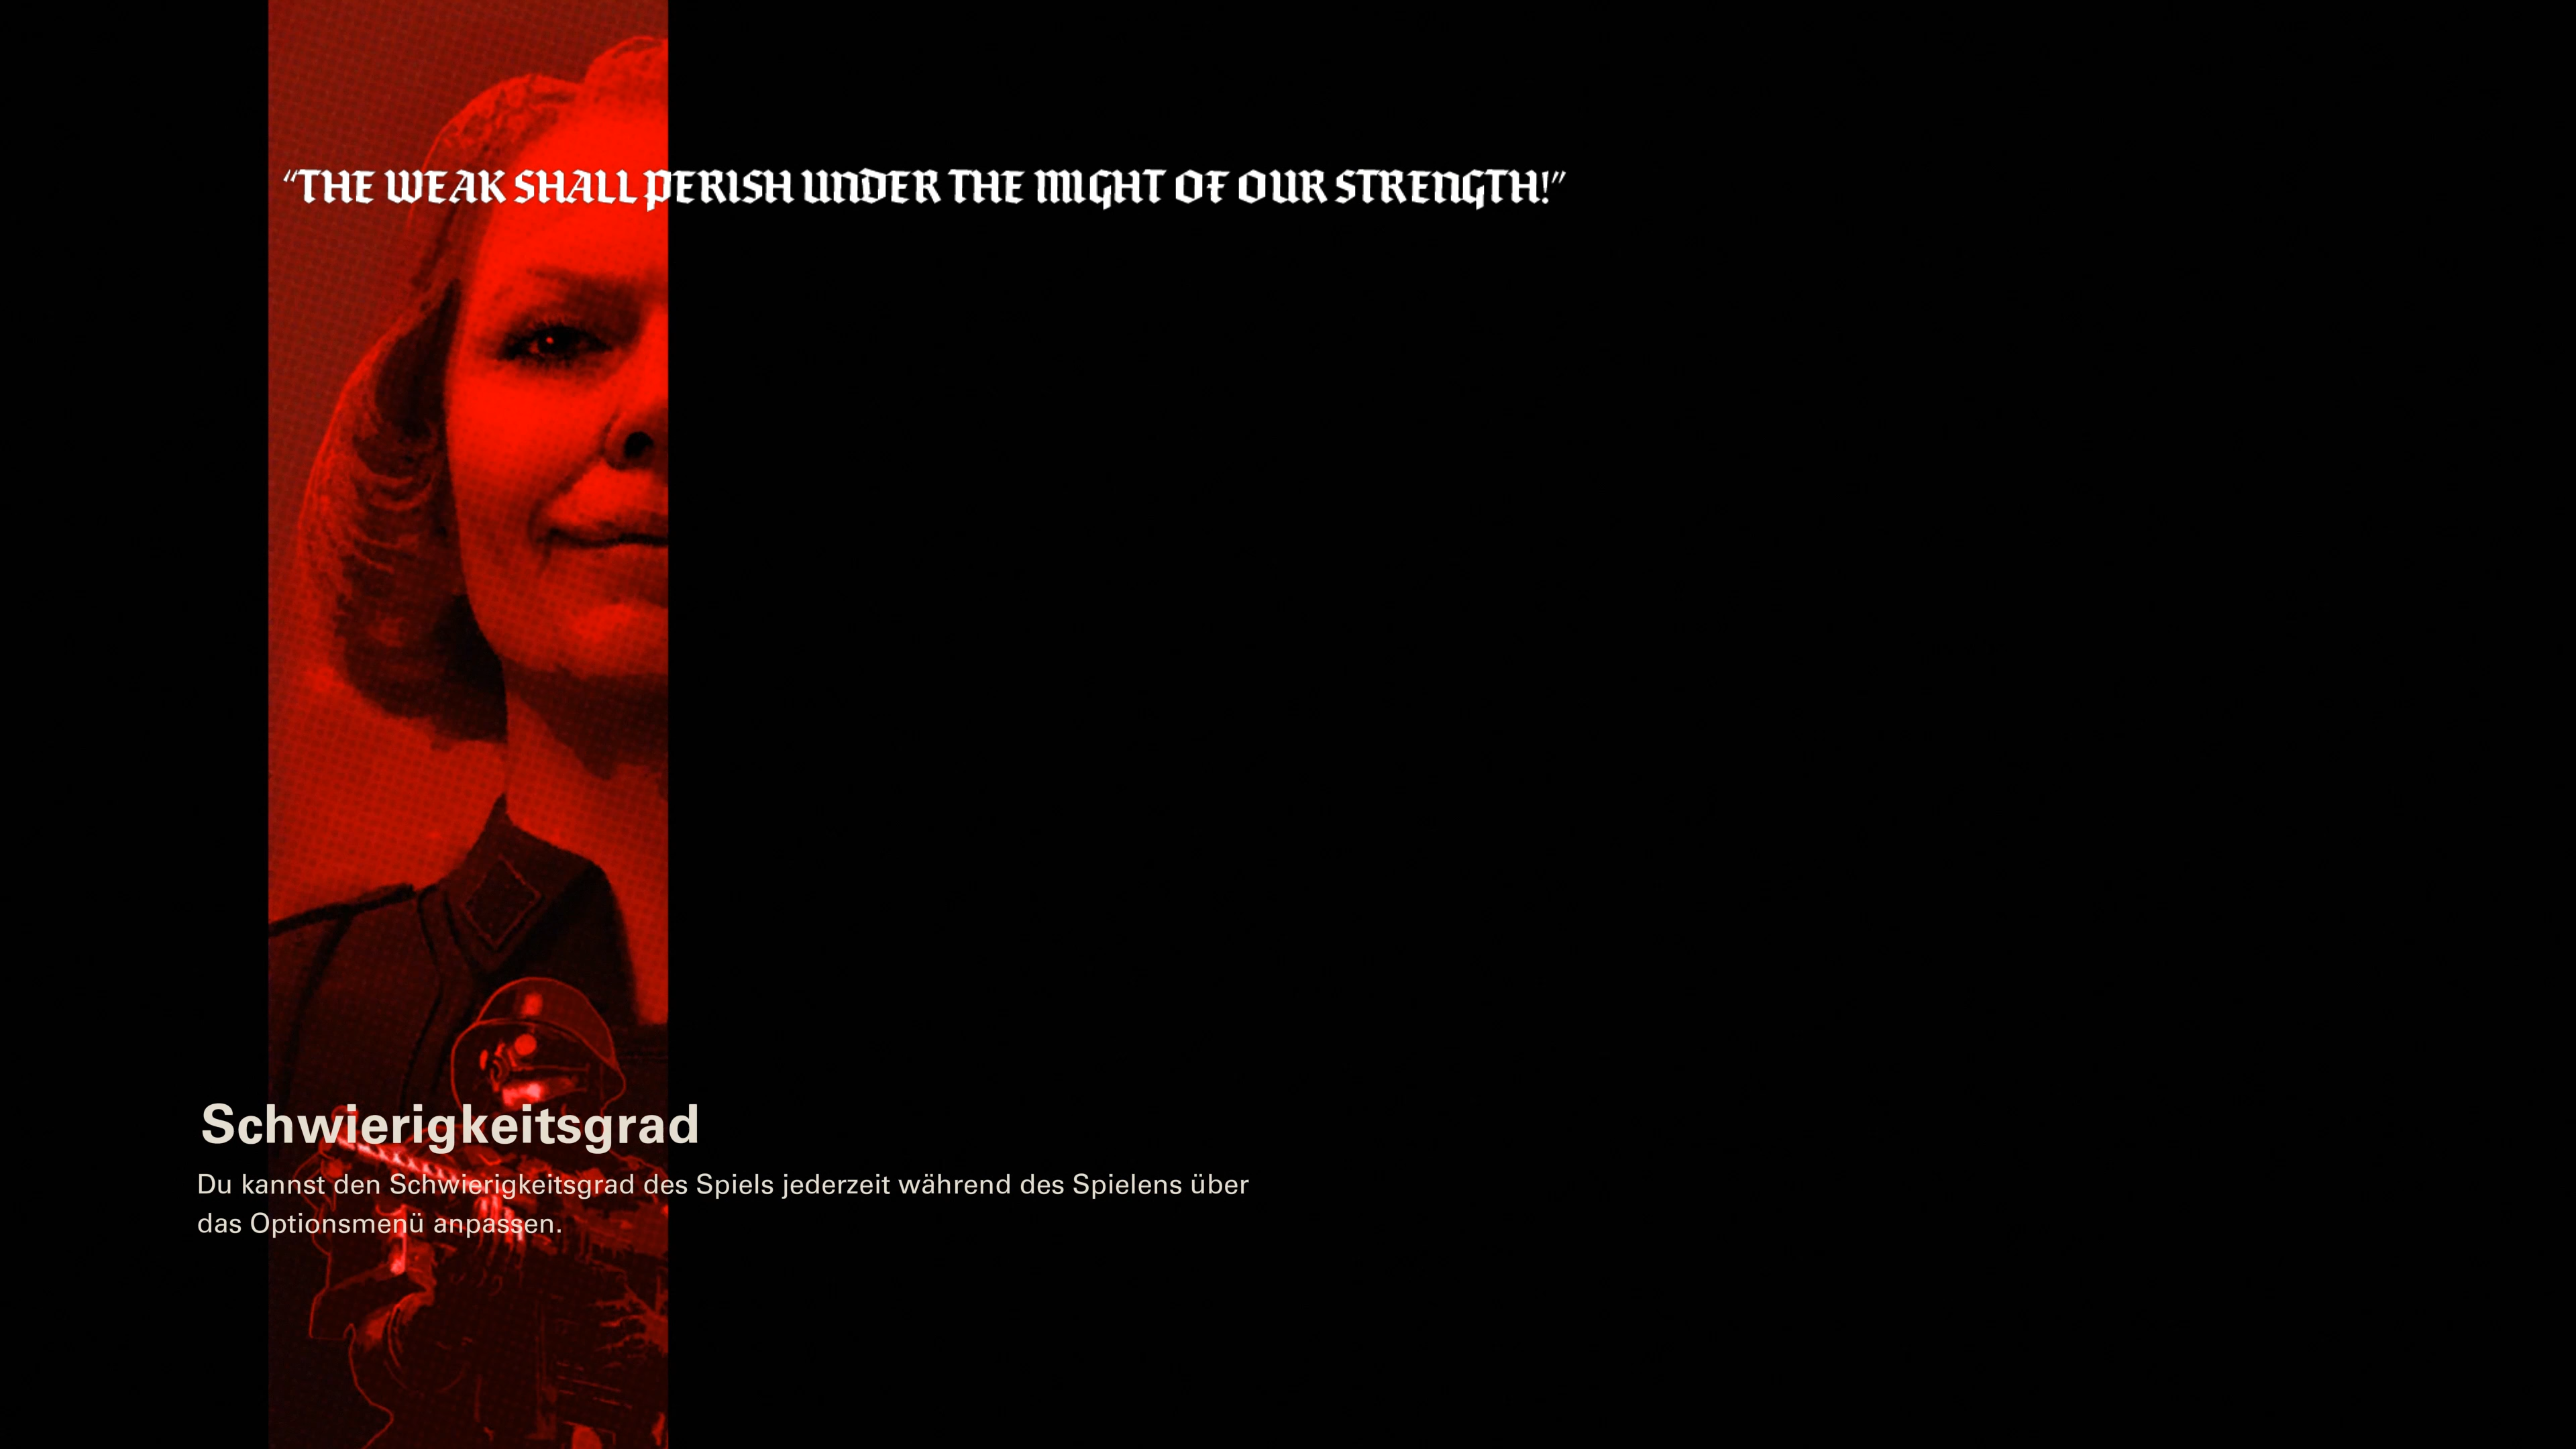 “THE WEAK SHALL PERISH UNDER THE MIGHT OF OUR STRENGTH!”
Schwierigkeitsgrad
Du kannst den Schwierigkeitsgrad des Spiels jederzeit während des Spielens über
das Optionsmenü anpassen.